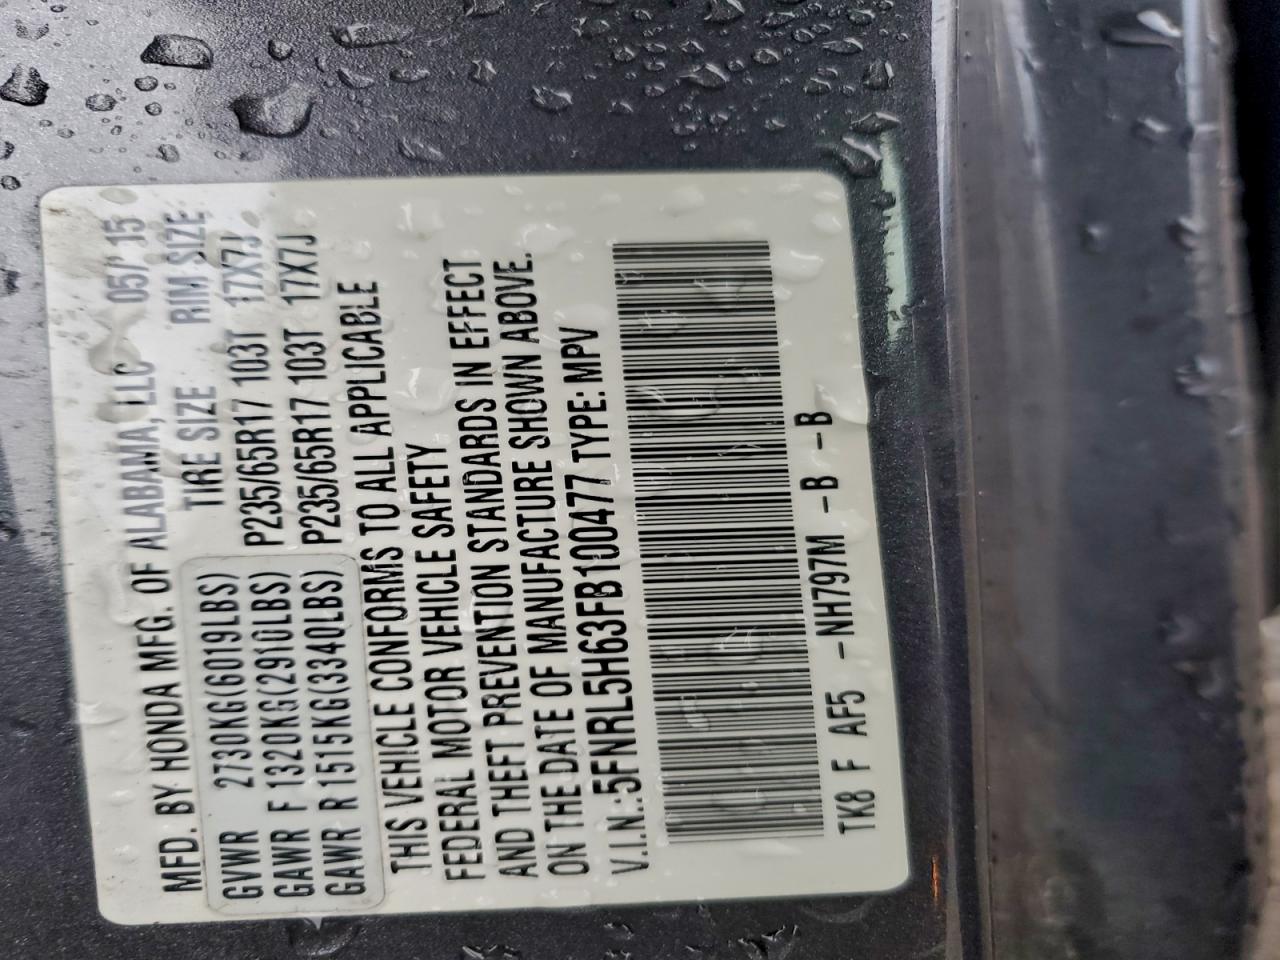 MFD. BY HONDA MFG. OF ALABAMA, LLC 05/'15
TIRE SIZE RIM SIZE
GVWR 2730KG(6019LBS)
GAWR F 1320KG(2910LBS) P235/65R17 103T 17X7J
GAWR R 1515KG(3340LBS) P235/65R17 103T 17X7J
THIS VEHICLE CONFORMS TO ALL APPLICABLE
FEDERAL MOTOR VEHICLE SAFETY
AND THEFT PREVENTION STANDARDS IN EFFECT
ON THE DATE OF MANUFACTURE SHOWN ABOVE.
V.I.N.:5FNRL5H63FB100477 TYPE: MPV
TK8 F AF5 -NH797M -B -B